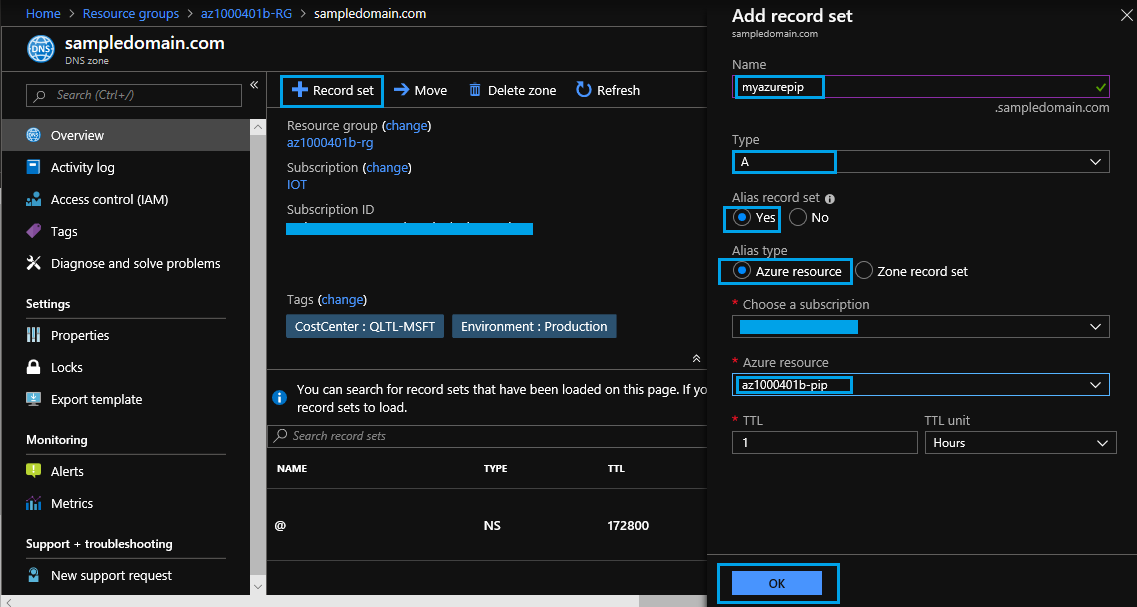 Home > Resource groups > az1000401b-RG > sampledomain.com
sampledomain.com
DNS zone
Search (Ctrl+/)
«
Overview
Activity log
Access control (IAM)
Tags
Diagnose and solve problems
Settings
Properties
Locks
Export template
Monitoring
Alerts
Metrics
Support + troubleshooting
New support request
Record set Move Delete zone Refresh
Resource group (change)
az1000401b-rg
Subscription (change)
IOT
Subscription ID
Tags (change)
CostCenter : QLTL-MSFT Environment : Production
You can search for record sets that have been loaded on this page. If yo
record sets to load.
Search record sets
NAME TYPE TTL
@ NS 172800
Add record set
sampledomain.com
Name
myazurepip
.sampledomain.com
Type
A
Alias record set
Yes No
Alias type
Azure resource Zone record set
* Choose a subscription
* Azure resource
az1000401b-pip
* TTL TTL unit
1 Hours
OK